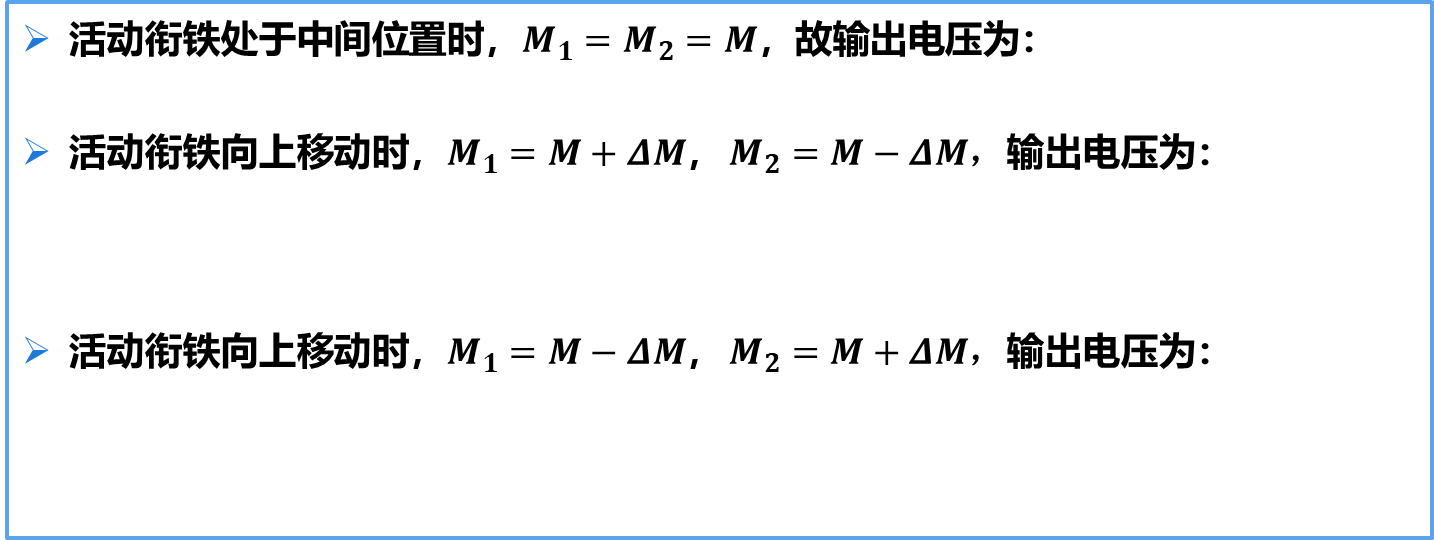 ➢ 活动衔铁处于中间位置时，M₁ = M₂ = M，故输出电压为：
➢ 活动衔铁向上移动时，M₁ = M + ΔM， M₂ = M − ΔM，输出电压为：
➢ 活动衔铁向上移动时，M₁ = M − ΔM， M₂ = M + ΔM，输出电压为：